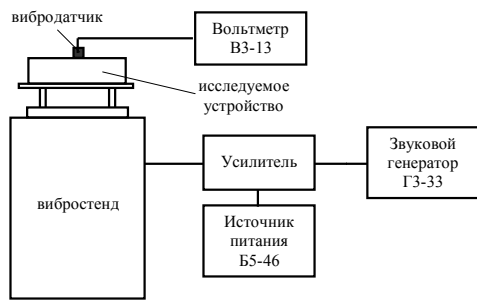 вибродатчик
Вольтметр
В3-13
исследуемое
устройство
Усилитель
Звуковой
генератор
Г3-33
вибростенд
Источник
питания
Б5-46